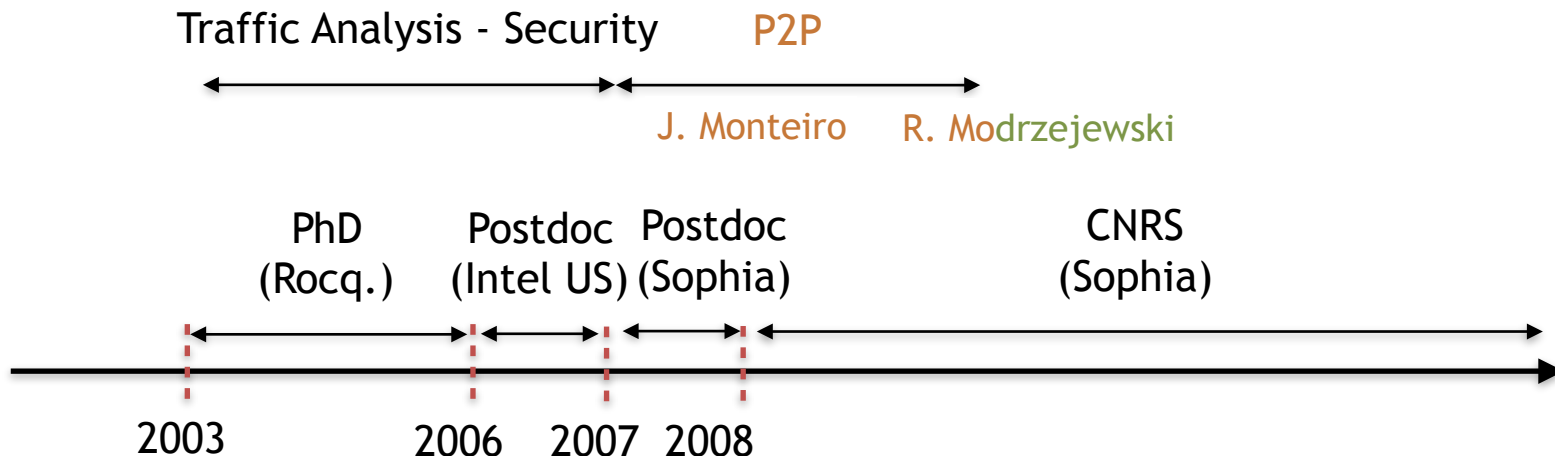 Traffic Analysis - Security
P2P
J. Monteiro
R. Modrzejewski
PhD
(Rocq.)
Postdoc
(Intel US)
Postdoc
(Sophia)
CNRS
(Sophia)
2003
2006
2007
2008